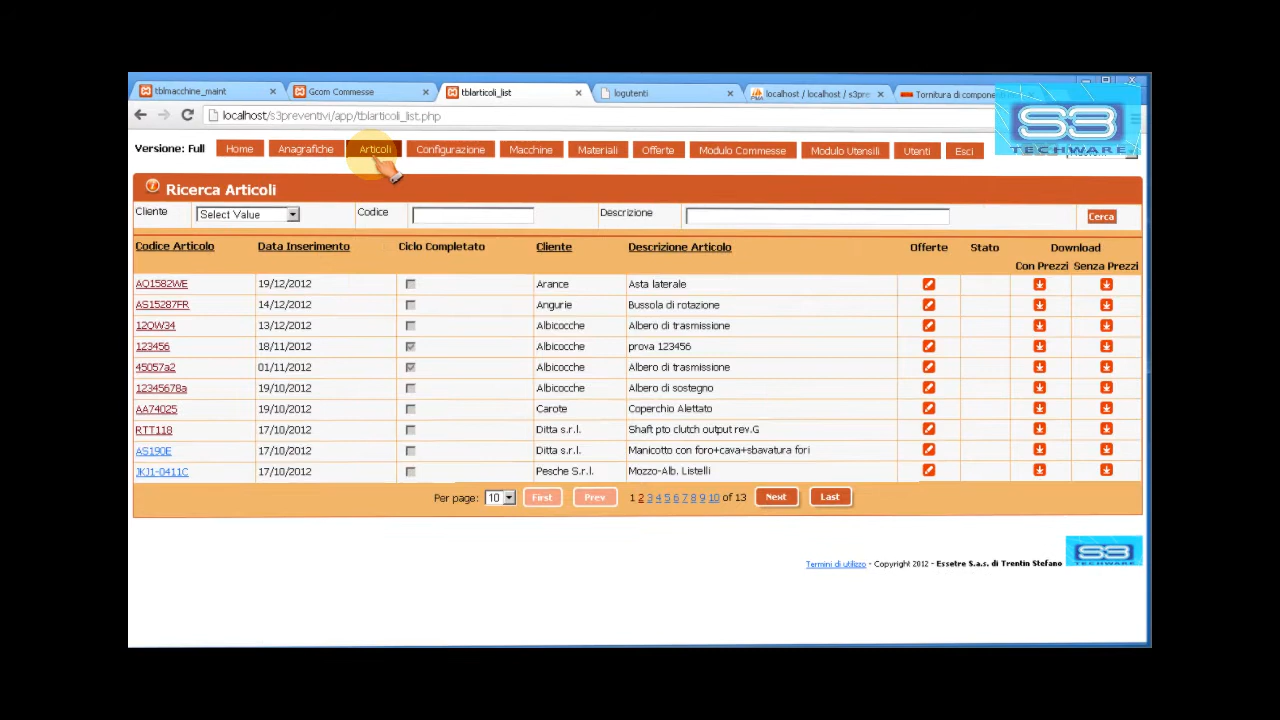 tblmacchine_maint × Gcom Commesse × tblarticoli_list × logutenti × localhost / localhost / s3pre × Tornitura di compone
localhost/s3preventivi/app/tblarticoli_list.php
S3
TECHWARE
Versione: Full Home Anagrafiche Articoli Configurazione Macchine Materiali Offerte Modulo Commesse Modulo Utensili Utenti Esci
Ricerca Articoli
Cliente Select Value Codice Descrizione Cerca
Codice Articolo Data Inserimento Ciclo Completato Cliente Descrizione Articolo Offerte Stato Download
Con Prezzi Senza Prezzi
AQ1582WE 19/12/2012 Arance Asta laterale
AS15287FR 14/12/2012 Angurie Bussola di rotazione
12QW34 13/12/2012 Albicocche Albero di trasmissione
123456 18/11/2012 Albicocche prova 123456
45057a2 01/11/2012 Albicocche Albero di trasmissione
12345678a 19/10/2012 Albicocche Albero di sostegno
AA74025 19/10/2012 Carote Coperchio Alettato
RTT118 17/10/2012 Ditta s.r.l. Shaft pto clutch output rev.G
AS190E 17/10/2012 Ditta s.r.l. Manicotto con foro+cava+sbavatura fori
JKJ1-0411C 17/10/2012 Pesche S.r.l. Mozzo-Alb. Listelli
Per page: 10 First Prev 1 2 3 4 5 6 7 8 9 10 of 13 Next Last
Termini di utilizzo - Copyright 2012 - Essetre S.a.s. di Trentin Stefano
S3
TECHWARE